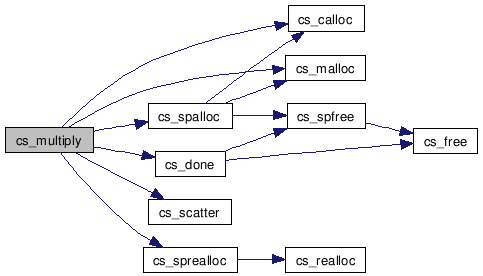 cs_calloc
cs_malloc
cs_spalloc
cs_spfree
cs_multiply
cs_free
cs_done
cs_scatter
cs_sprealloc
cs_realloc